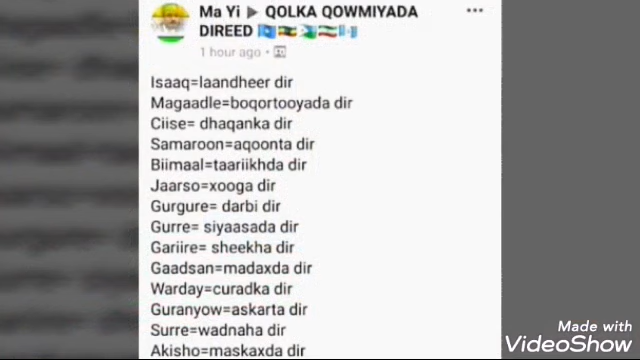 Ma Yi ▶ QOLKA QOWMIYADA
DIREED
1 hour ago
Isaaq=laandheer dir
Magaadle=boqortooyada dir
Ciise= dhaqanka dir
Samaroon=aqoonta dir
Biimaal=taariikhda dir
Jaarso=xooga dir
Gurgure= darbi dir
Gurre= siyaasada dir
Gariire= sheekha dir
Gaadsan=madaxda dir
Warday=curadka dir
Guranyow=askarta dir
Surre=wadnaha dir
Akisho=maskaxda dir
Made with
VideoShow